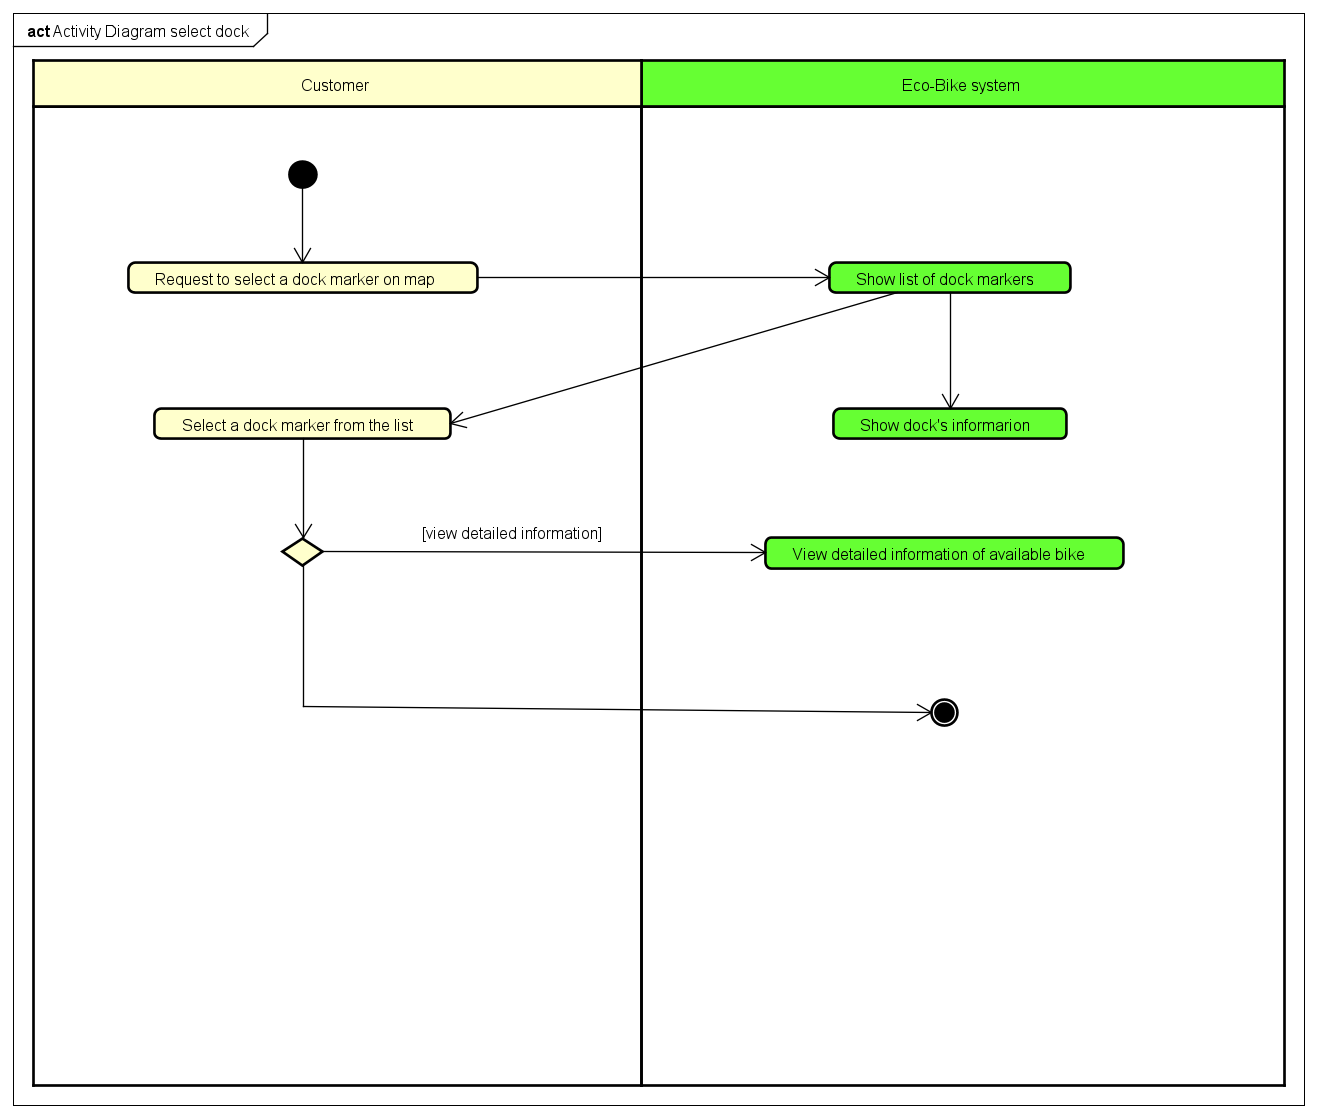 act Activity Diagram select dock
Customer
Eco-Bike system
Request to select a dock marker on map
Show list of dock markers
Select a dock marker from the list
Show dock's informarion
[view detailed information]
View detailed information of available bike